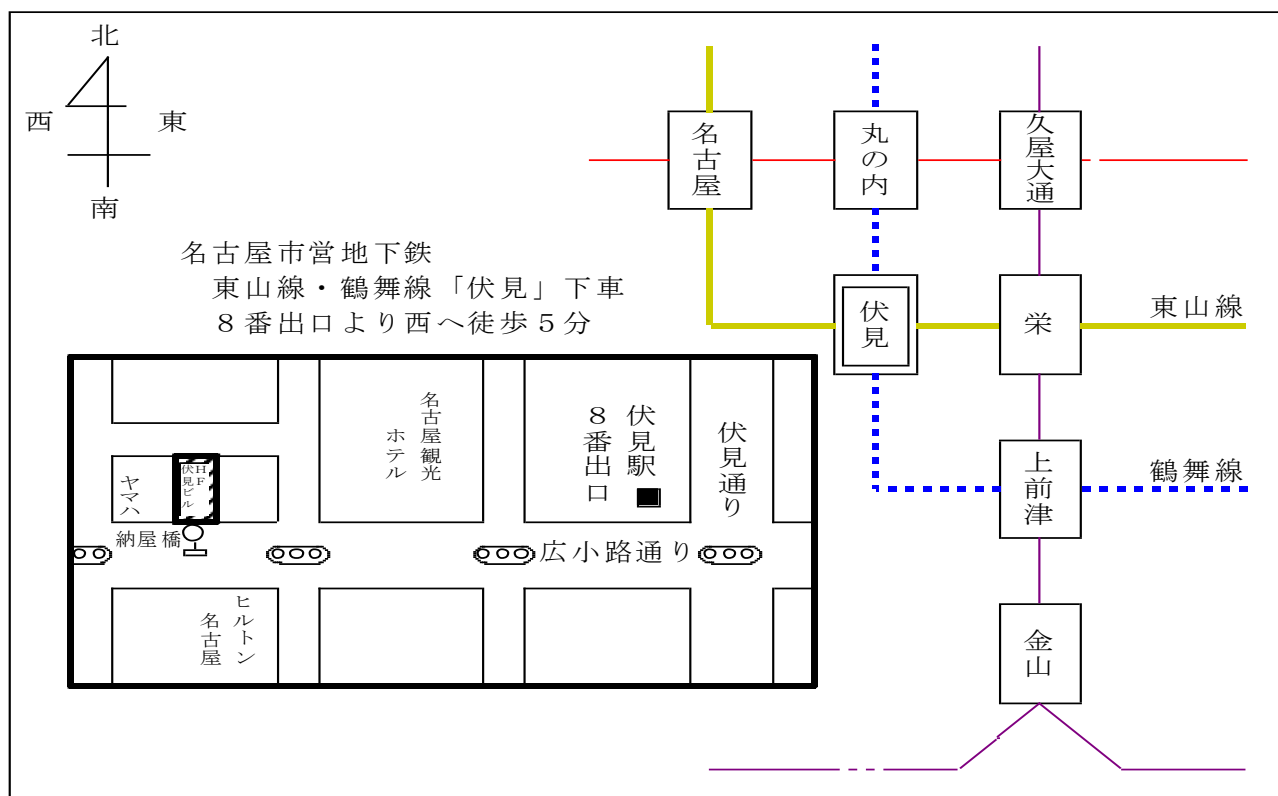 北
西
東
南
名古屋市営地下鉄
東山線・鶴舞線「伏見」下車
８番出口より西へ徒歩５分
名古屋
丸の内
久屋大通
伏見
栄
東山線
上前津
鶴舞線
金山
名古屋観光
ホテル
伏見駅
８番出口
伏見通り
ヤマハ
ＨＦ
伏見ビル
納屋橋
広小路通り
ヒルトン
名古屋